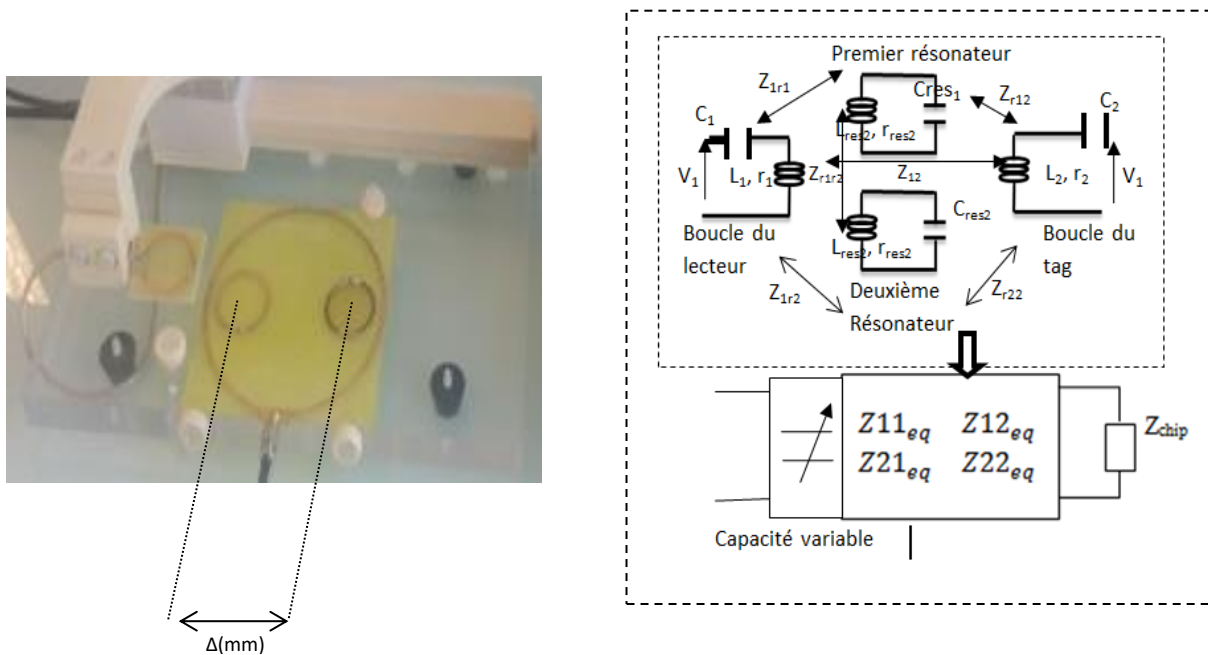 Δ(mm)
Premier résonateur
Z1r1
Cres1
Zr12
C1
C2
Lres2, rres2
V1
L1, r1
Zr1r2
Z12
L2, r2
V1
Cres2
Boucle du
lecteur
Lres2, rres2
Boucle du
tag
Z1r2
Deuxième
Résonateur
Zr22
Z11eq Z12eq
Z21eq Z22eq
Zchip
Capacité variable